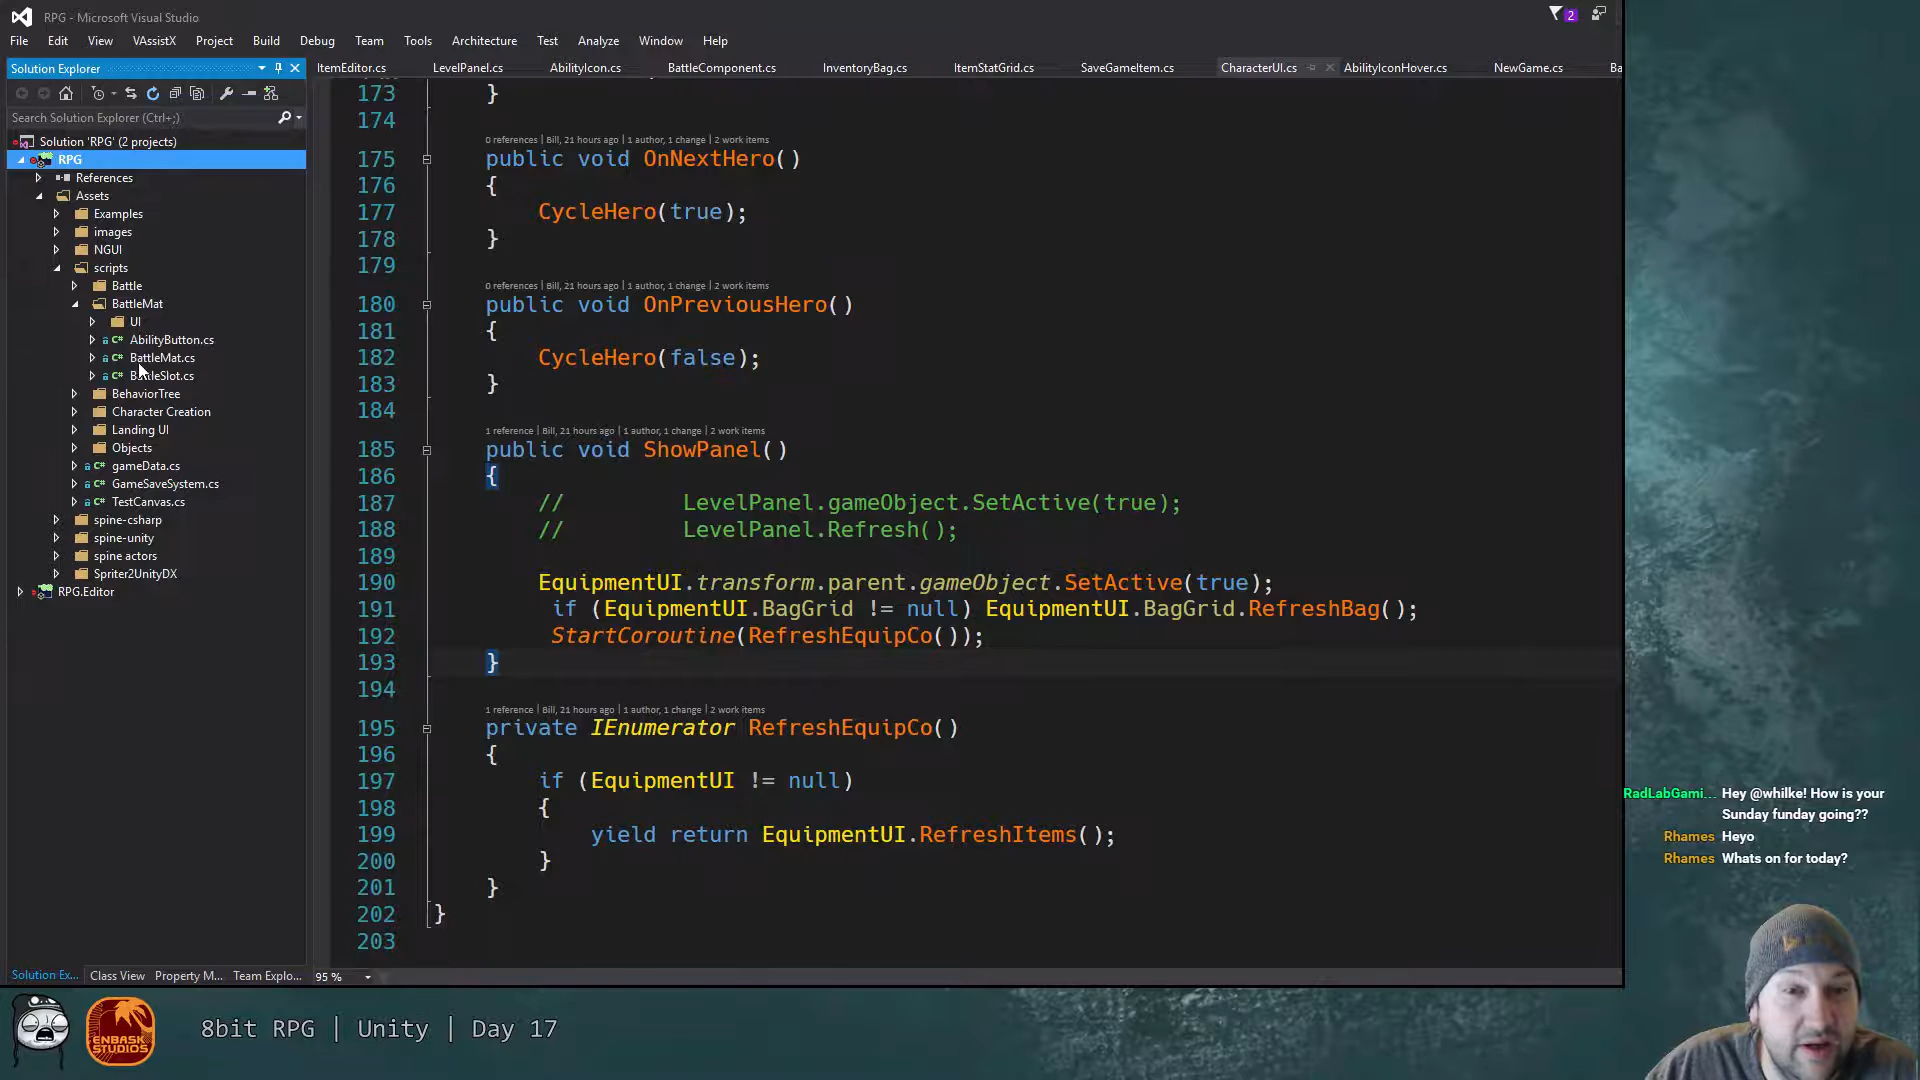 RPG - Microsoft Visual Studio
2
File Edit View VAssistX Project Build Debug Team Tools Architecture Test Analyze Window Help
Solution Explorer
ItemEditor.cs LevelPanel.cs AbilityIcon.cs BattleComponent.cs InventoryBag.cs ItemStatGrid.cs SaveGameItem.cs CharacterUI.cs AbilityIconHover.cs NewGame.cs Ba
Search Solution Explorer (Ctrl+;)
Solution 'RPG' (2 projects)
RPG
References
Assets
Examples
images
NGUI
scripts
Battle
BattleMat
UI
AbilityButton.cs
BattleMat.cs
BattleSlot.cs
BehaviorTree
Character Creation
Landing UI
Objects
gameData.cs
GameSaveSystem.cs
TestCanvas.cs
spine-csharp
spine-unity
spine actors
Spriter2UnityDX
RPG.Editor
Solution Ex... Class View Property M... Team Explo...
173 }
174
0 references | Bill, 21 hours ago | 1 author, 1 change | 2 work items
175 public void OnNextHero()
176 {
177 CycleHero(true);
178 }
179
0 references | Bill, 21 hours ago | 1 author, 1 change | 2 work items
180 public void OnPreviousHero()
181 {
182 CycleHero(false);
183 }
184
1 reference | Bill, 21 hours ago | 1 author, 1 change | 2 work items
185 public void ShowPanel()
186 {
187 // LevelPanel.gameObject.SetActive(true);
188 // LevelPanel.Refresh();
189
190 EquipmentUI.transform.parent.gameObject.SetActive(true);
191 if (EquipmentUI.BagGrid != null) EquipmentUI.BagGrid.RefreshBag();
192 StartCoroutine(RefreshEquipCo());
193 }
194
1 reference | Bill, 21 hours ago | 1 author, 1 change | 2 work items
195 private IEnumerator RefreshEquipCo()
196 {
197 if (EquipmentUI != null)
198 {
199 yield return EquipmentUI.RefreshItems();
200 }
201 }
202 }
203
95 %
RadLabGami... Hey @whilke! How is your
Sunday funday going??
Rhames Heyo
Rhames Whats on for today?
ENBASK
STUDIOS
8bit RPG | Unity | Day 17